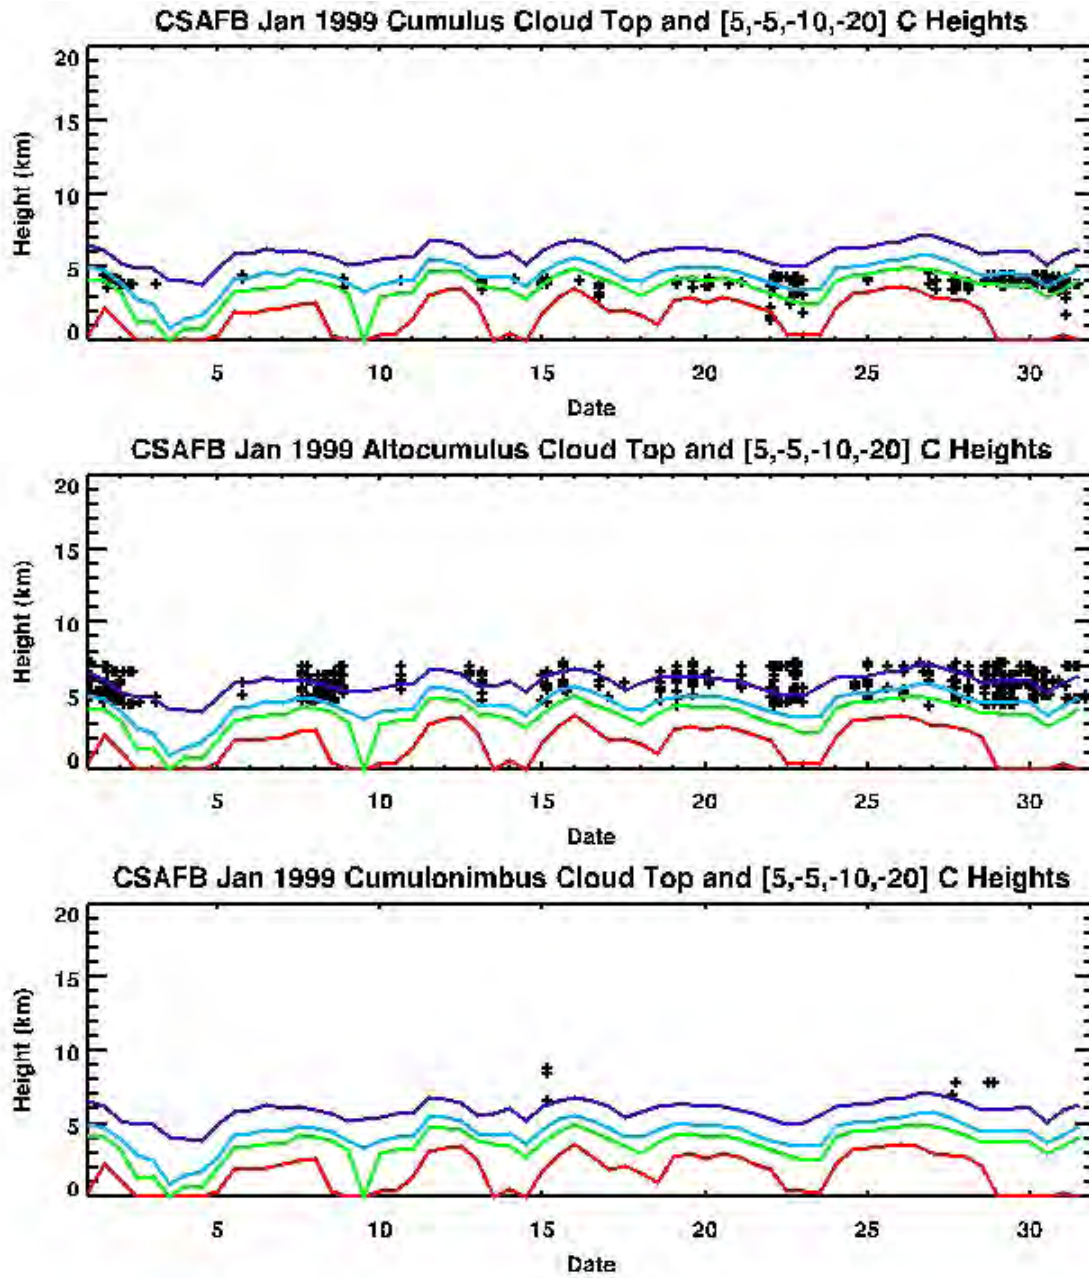 CSAFB Jan 1999 Cumulus Cloud Top and [5,-5,-10,-20] C Heights
20
15
10
5
0
Height (km)
5 10 15 20 25 30
Date
CSAFB Jan 1999 Altocumulus Cloud Top and [5,-5,-10,-20] C Heights
20
15
10
5
0
Height (km)
5 10 15 20 25 30
Date
CSAFB Jan 1999 Cumulonimbus Cloud Top and [5,-5,-10,-20] C Heights
20
15
10
5
0
Height (km)
5 10 15 20 25 30
Date